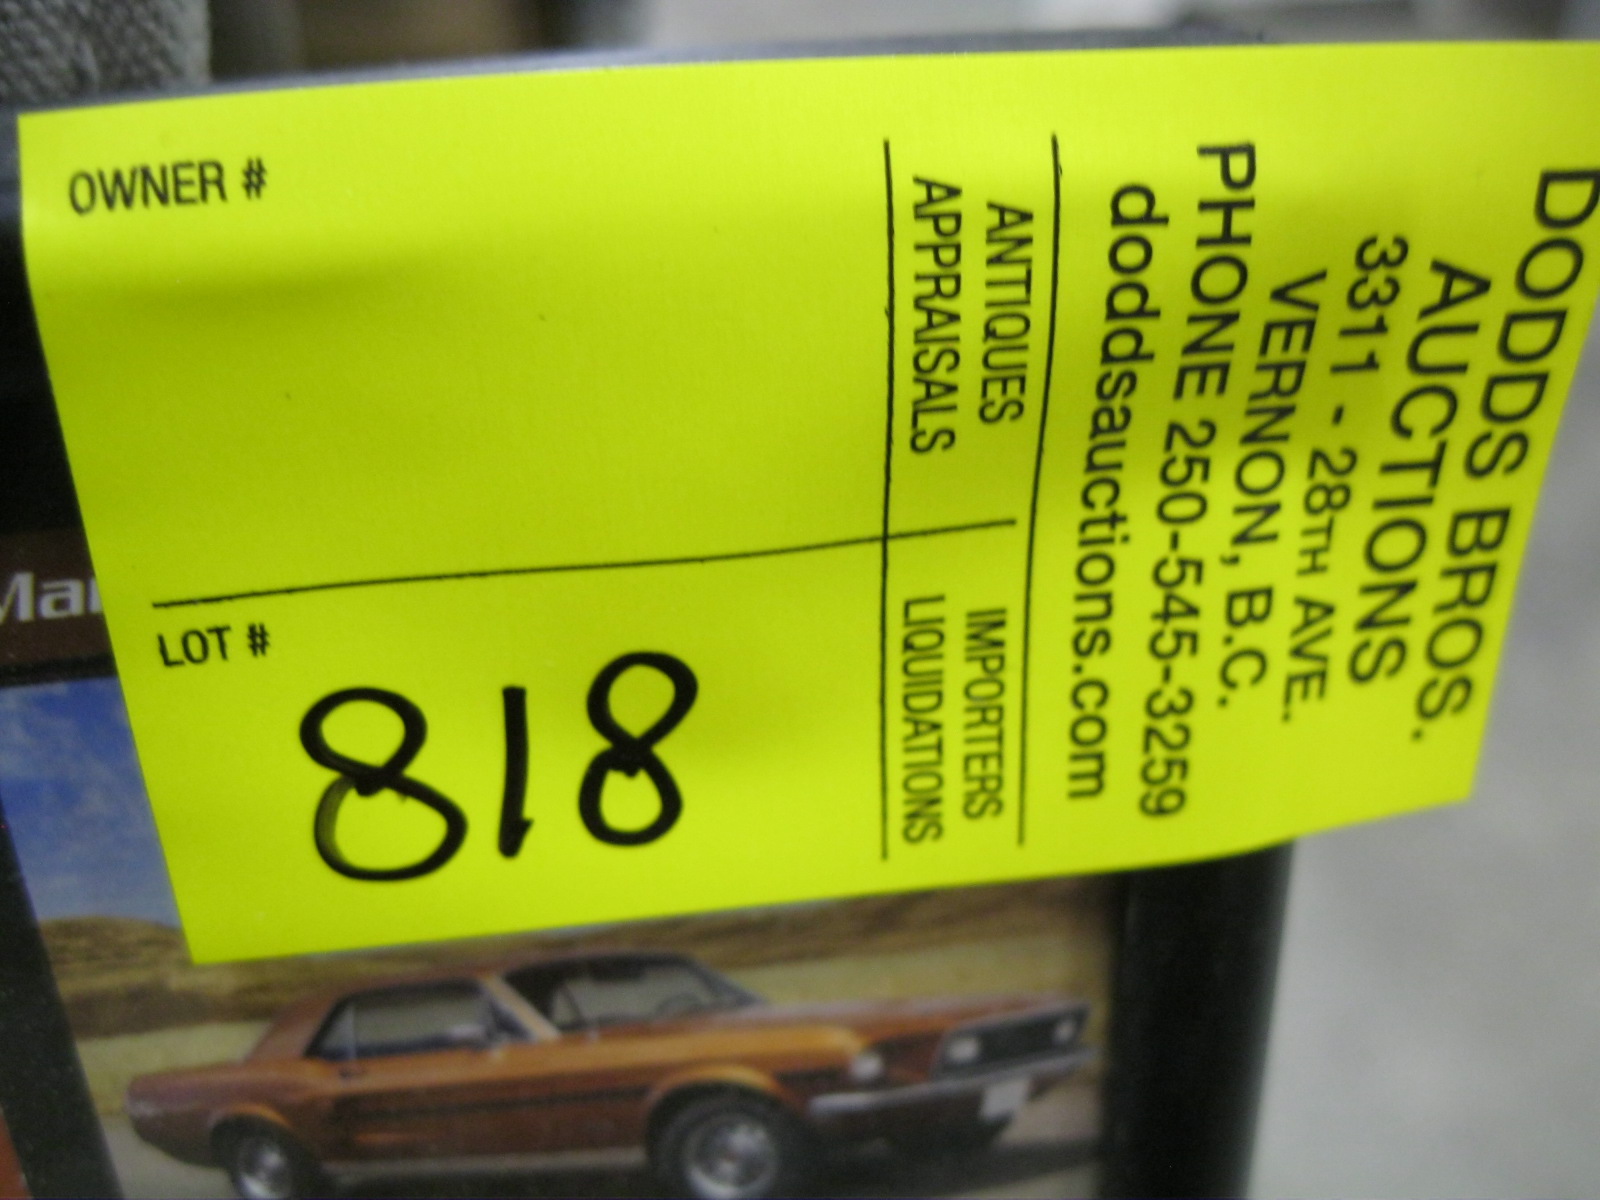 DODDS BROS.
AUCTIONS
3311 - 28TH AVE.
VERNON, B.C.
PHONE 250-545-3259
doddsauctions.com
ANTIQUES
APPRAISALS
IMPORTERS
LIQUIDATIONS
OWNER #
LOT #
818